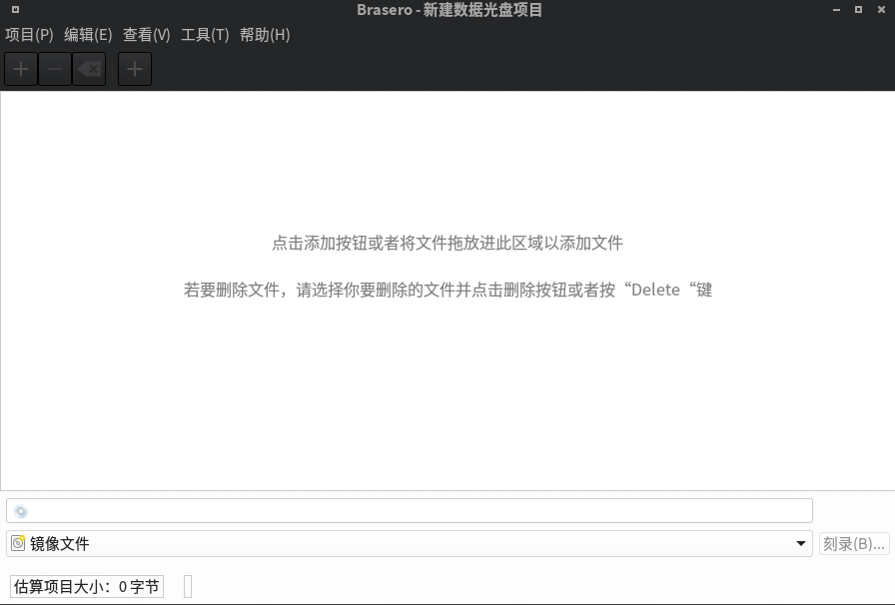 Brasero - 新建数据光盘项目
项目(P) 编辑(E) 查看(V) 工具(T) 帮助(H)
点击添加按钮或者将文件拖放进此区域以添加文件
若要删除文件，请选择你要删除的文件并点击删除按钮或者按“Delete“键
镜像文件
刻录(B)...
估算项目大小：0 字节